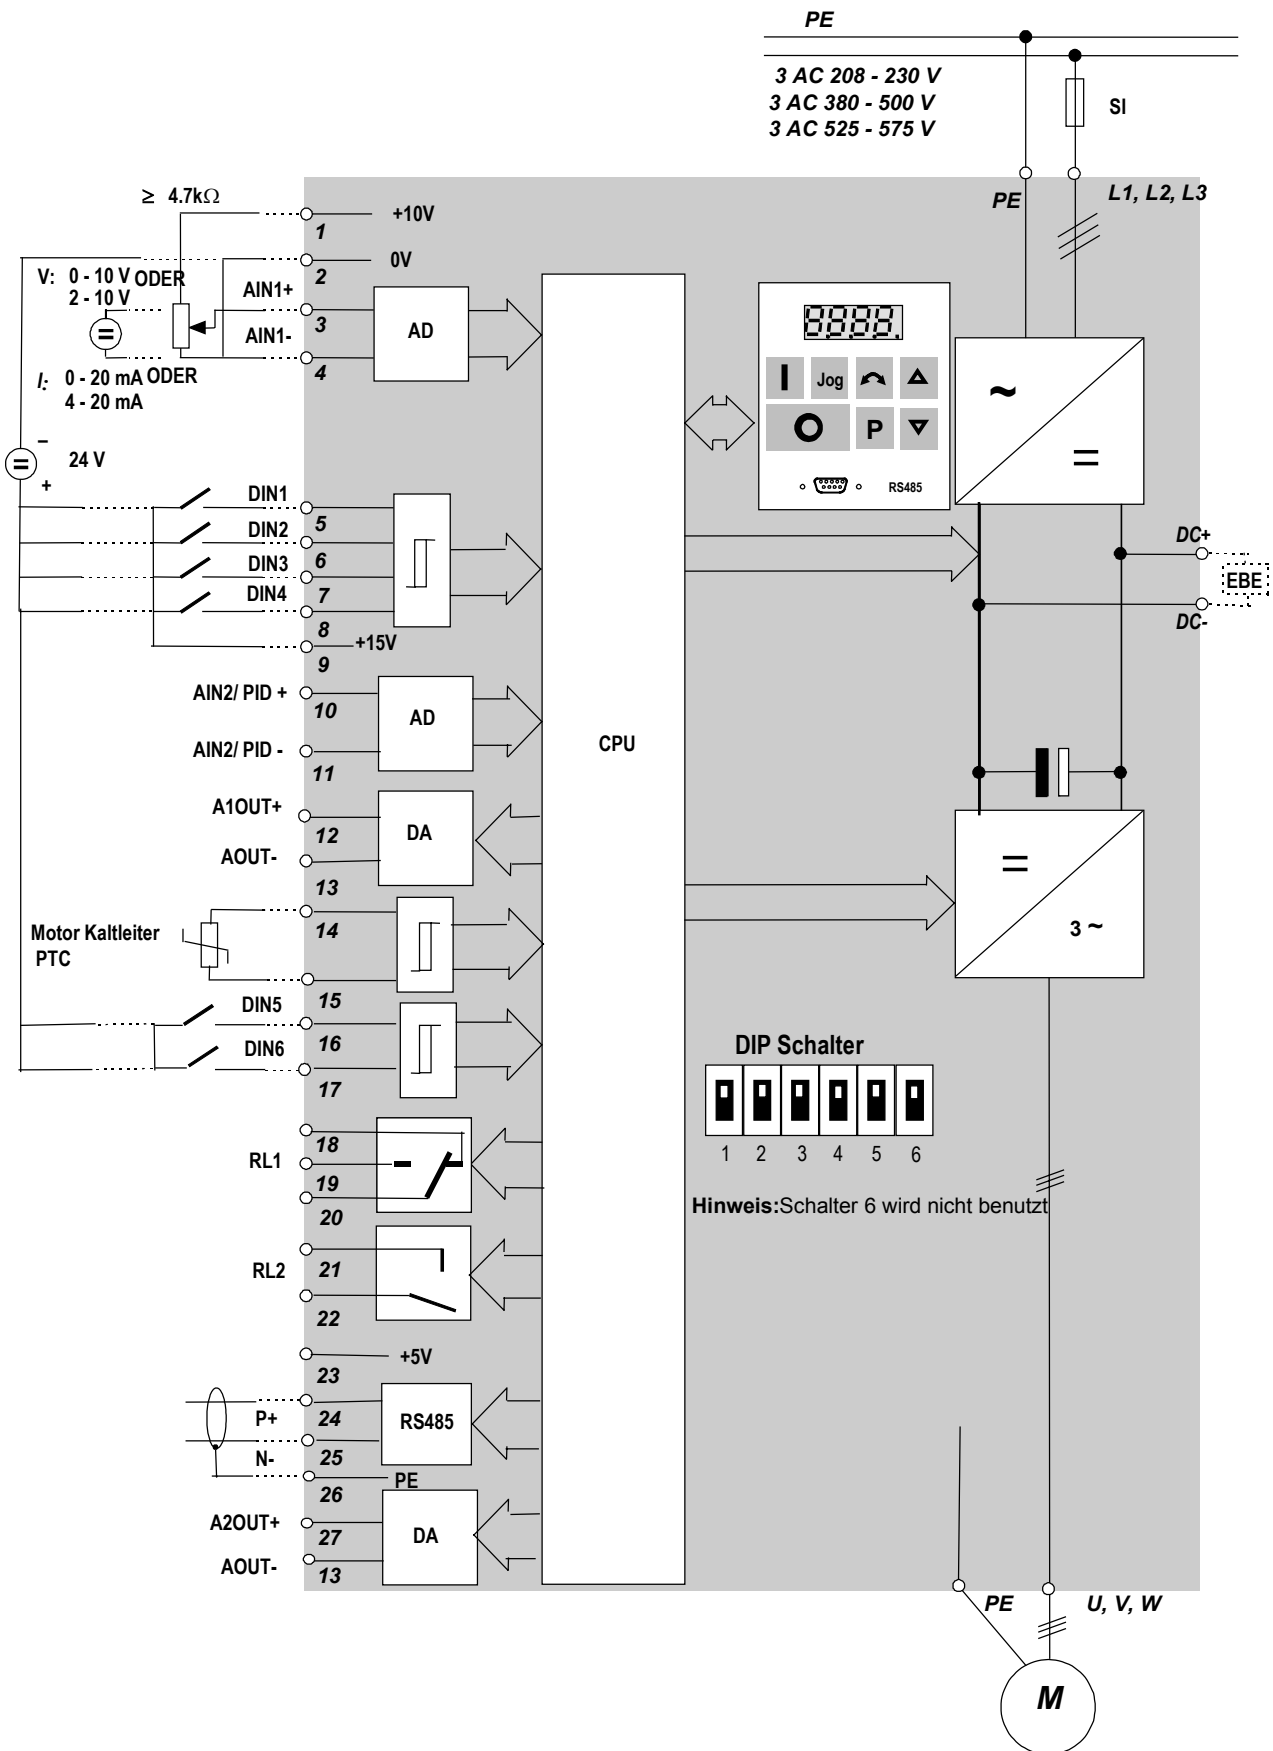 PE
3 AC 208 - 230 V
3 AC 380 - 500 V
3 AC 525 - 575 V
SI
PE
L1, L2, L3
≥ 4.7kΩ
+10V
1
0V
2
V: 0 - 10 V ODER
2 - 10 V
AIN1+
3
AD
AIN1-
4
I: 0 - 20 mA ODER
4 - 20 mA
–
24 V
+
8888.
Jog
P
RS485
~
=
DIN1
5
DIN2
6
DIN3
7
DIN4
8
+15V
9
DC+
EBE
DC-
AIN2/ PID +
10
AD
AIN2/ PID -
11
CPU
A1OUT+
12
DA
AOUT-
13
=
3 ~
Motor Kaltleiter
PTC
14
15
DIN5
16
DIN6
17
DIP Schalter
1 2 3 4 5 6
Hinweis:Schalter 6 wird nicht benutzt
RL1
18
19
20
RL2
21
22
+5V
23
P+
24
RS485
N-
25
PE
26
A2OUT+
27
DA
AOUT-
13
PE
U, V, W
M